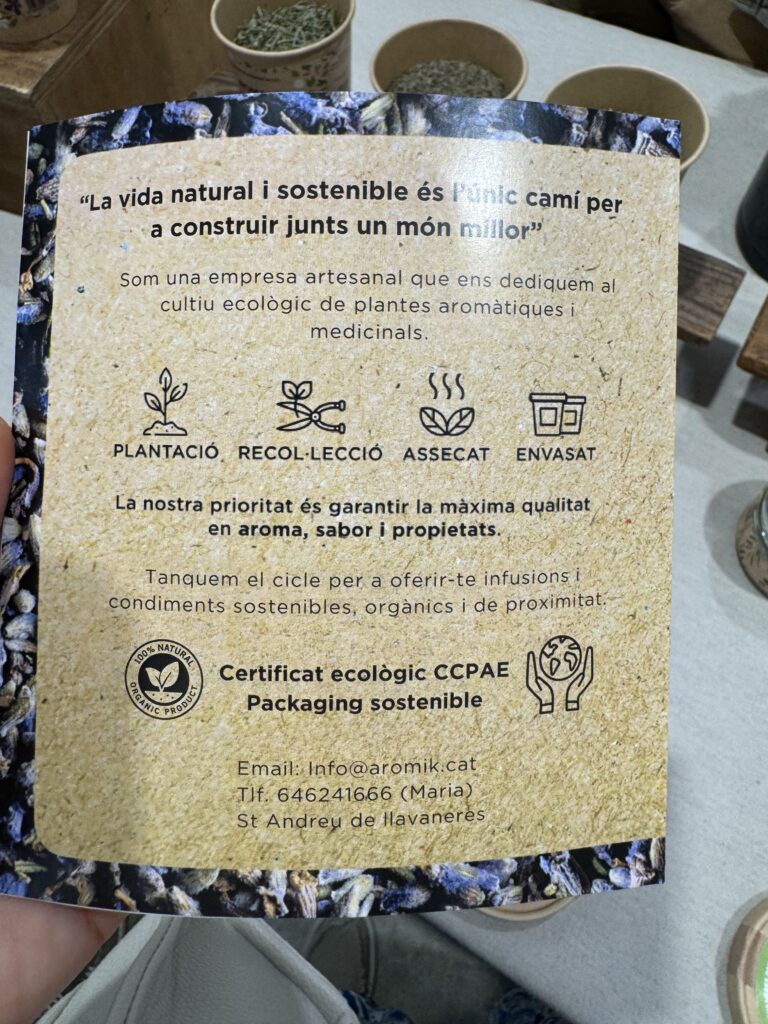 “La vida natural i sostenible és l’únic camí per
a construir junts un món millor”
Som una empresa artesanal que ens dediquem al
cultiu ecològic de plantes aromàtiques i
medicinals.
PLANTACIÓ RECOL·LECCIÓ ASSECAT ENVASAT
La nostra prioritat és garantir la màxima qualitat
en aroma, sabor i propietats.
Tanquem el cicle per a oferir-te infusions i
condiments sostenibles, orgànics i de proximitat.
100% NATURAL
ORGANIC PRODUCT
Certificat ecològic CCPAE
Packaging sostenible
Email: Info@aromik.cat
Tlf. 646241666 (Maria)
St Andreu de llavaneres